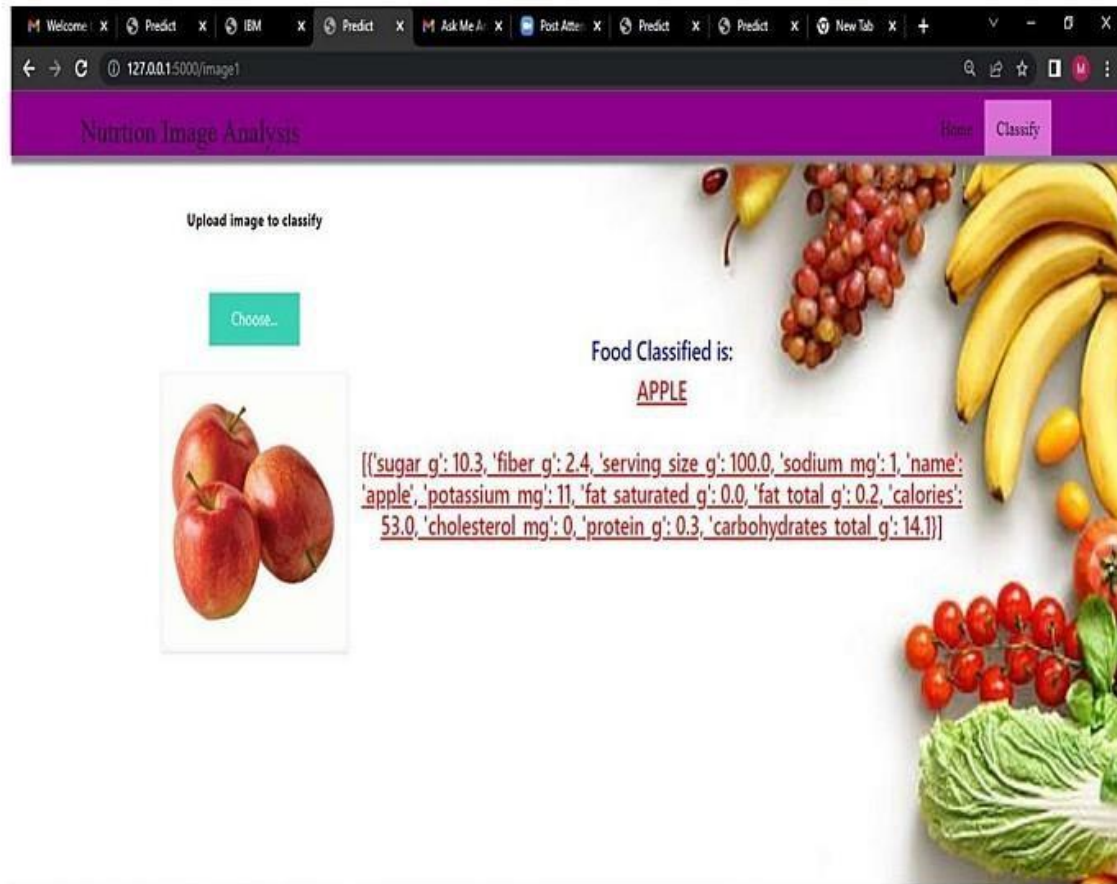 Welcome
Predict
IBM
Predict
Ask Me A
Post Atten
Predict
Predict
New Tab
127.0.0.1:5000/image1
M
Nutrtion Image Analysis
Home
Classify
Upload image to classify
Choose...
Food Classified is:
APPLE
[{'sugar_g': 10.3, 'fiber_g': 2.4, 'serving_size_g': 100.0, 'sodium_mg': 1, 'name':
'apple', 'potassium_mg': 11, 'fat_saturated_g': 0.0, 'fat_total_g': 0.2, 'calories':
53.0, 'cholesterol_mg': 0, 'protein_g': 0.3, 'carbohydrates_total_g': 14.1}]